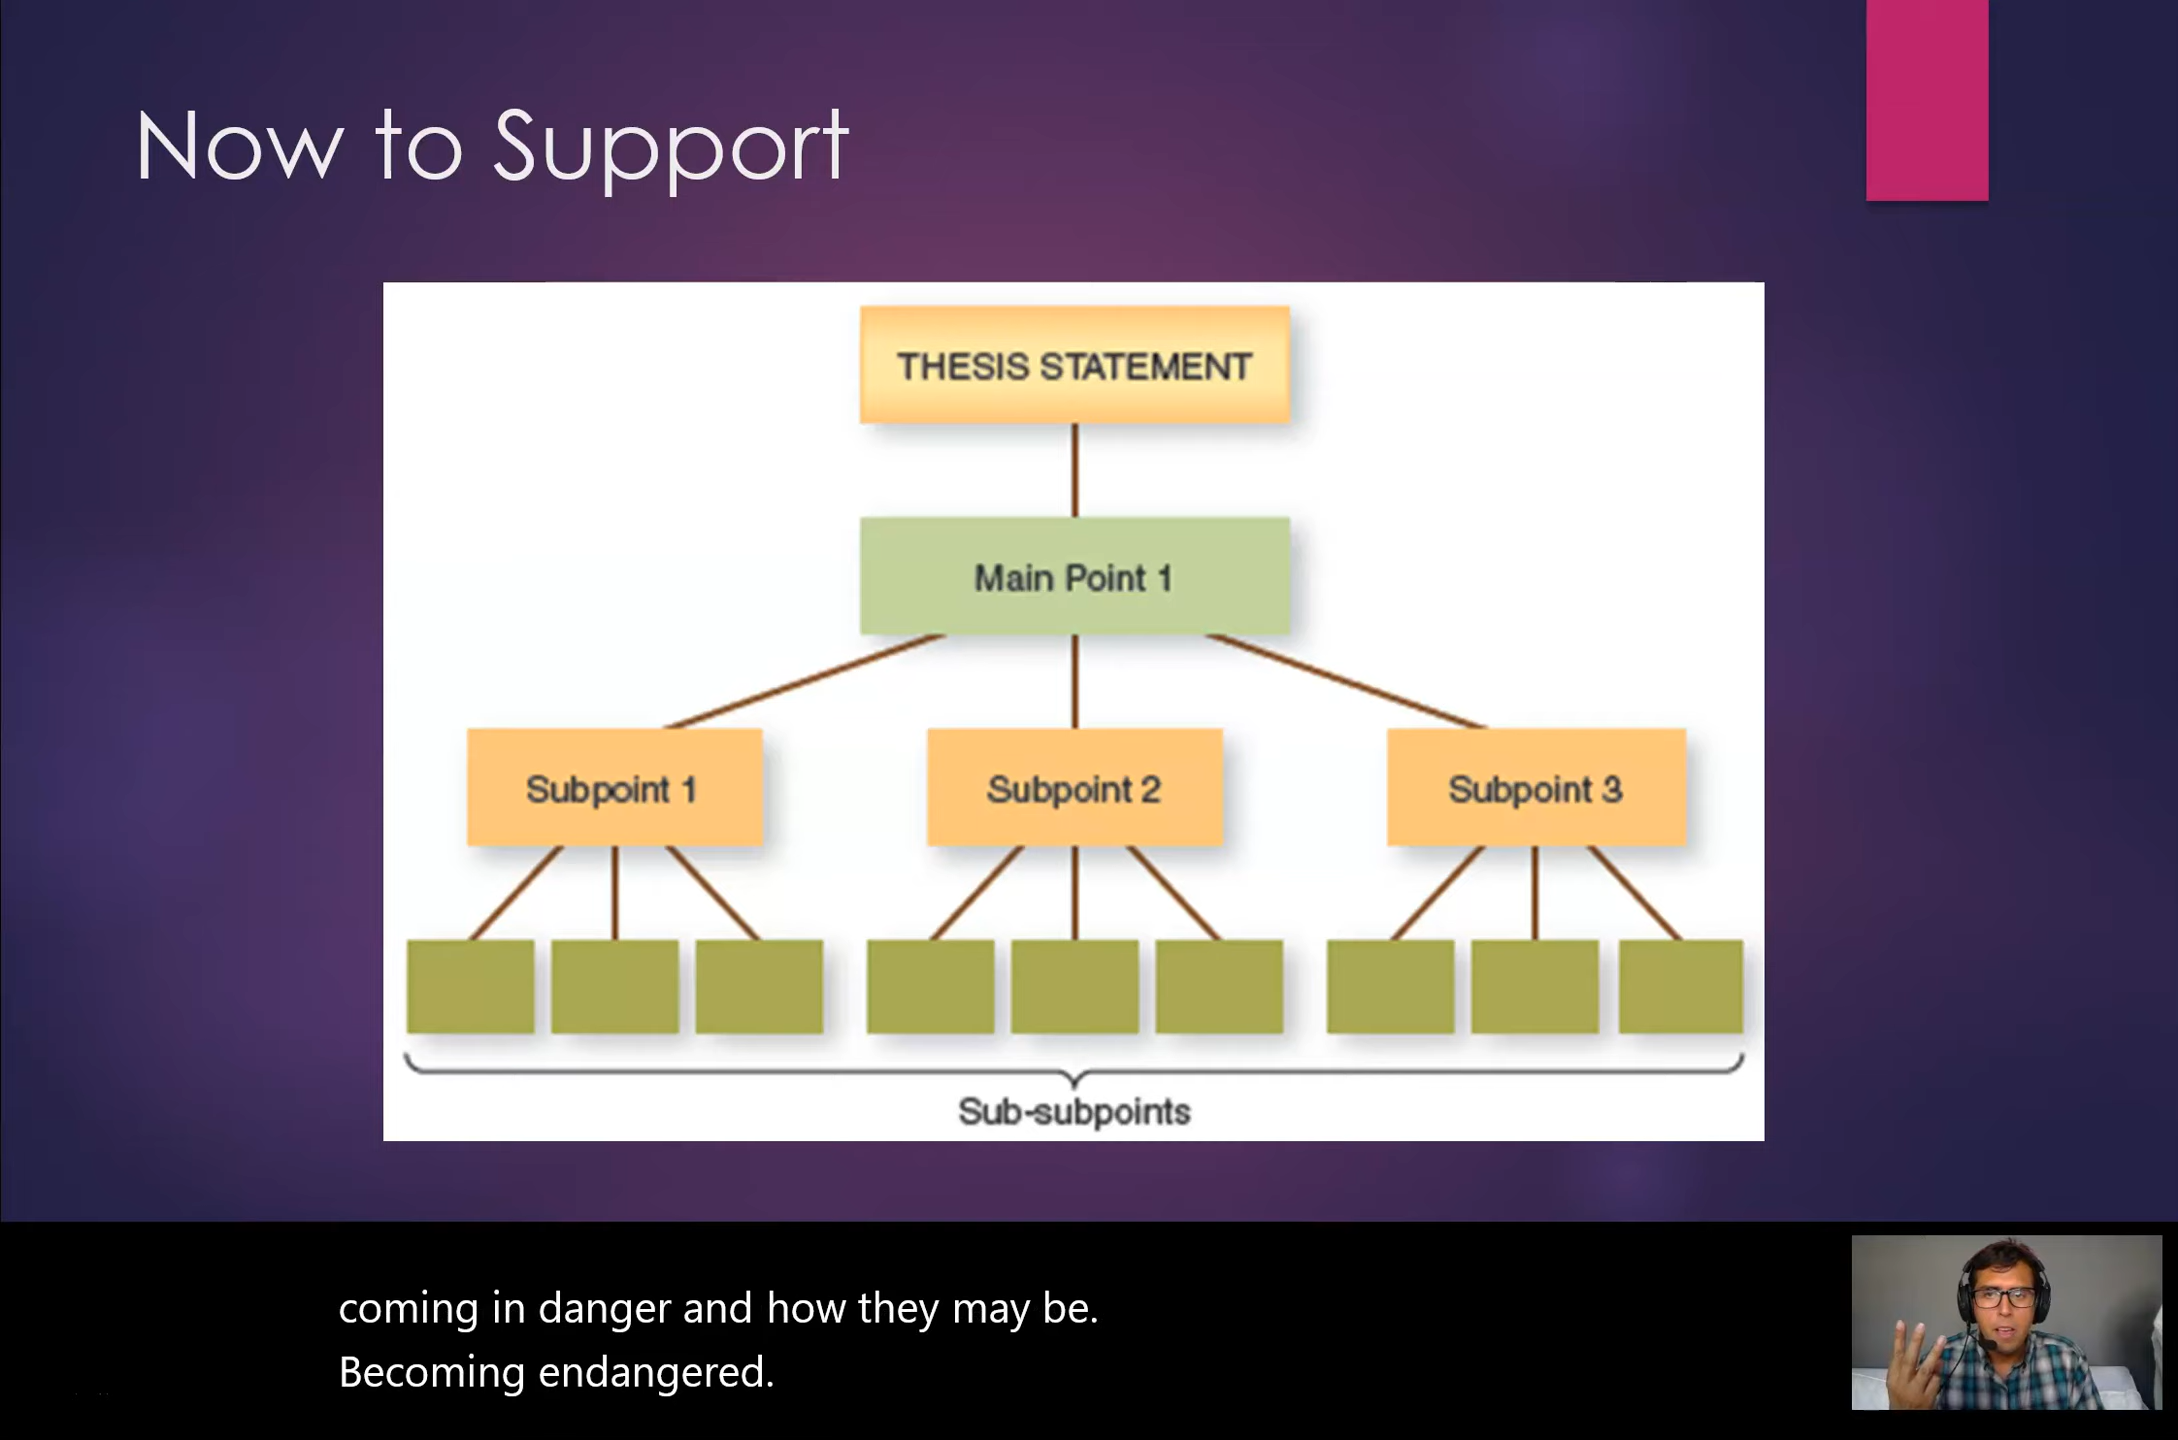 Now to Support
THESIS STATEMENT
Main Point 1
Subpoint 1
Subpoint 2
Subpoint 3
Sub-subpoints
coming in danger and how they may be.
Becoming endangered.